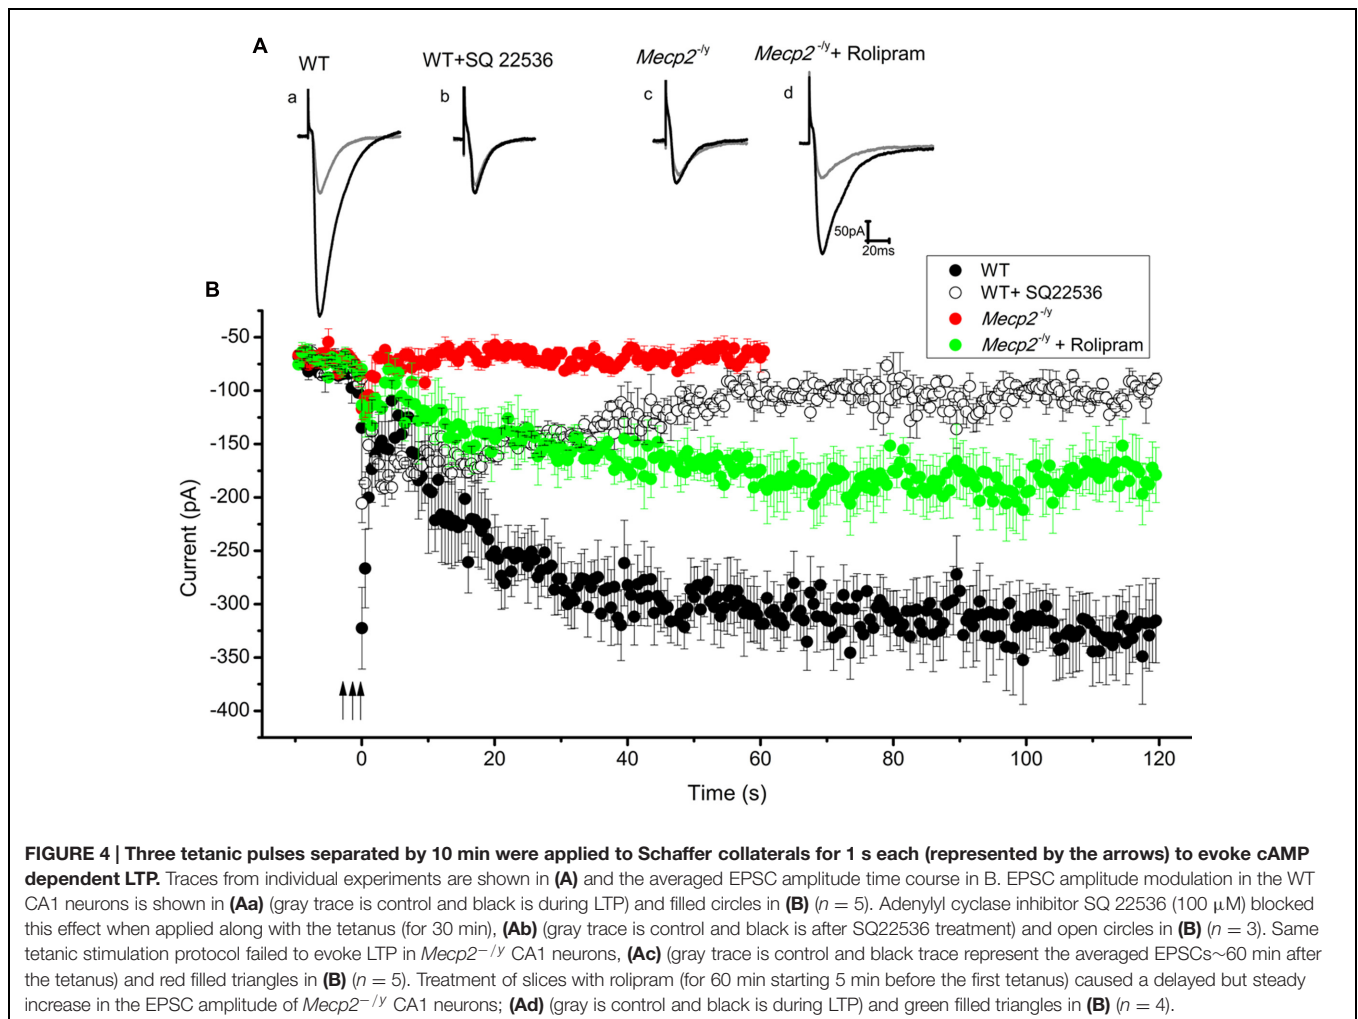 A
WT
WT+SQ 22536
Mecp2-/y
Mecp2-/y+ Rolipram
a
b
c
d
50pA
20ms
B
WT
WT+ SQ22536
Mecp2-/y
Mecp2-/y + Rolipram
Current (pA)
-50
-100
-150
-200
-250
-300
-350
-400
0
20
40
60
80
100
120
Time (s)
FIGURE 4 | Three tetanic pulses separated by 10 min were applied to Schaffer collaterals for 1 s each (represented by the arrows) to evoke cAMP
dependent LTP. Traces from individual experiments are shown in (A) and the averaged EPSC amplitude time course in B. EPSC amplitude modulation in the WT
CA1 neurons is shown in (Aa) (gray trace is control and black is during LTP) and filled circles in (B) (n = 5). Adenylyl cyclase inhibitor SQ 22536 (100 μM) blocked
this effect when applied along with the tetanus (for 30 min), (Ab) (gray trace is control and black is after SQ22536 treatment) and open circles in (B) (n = 3). Same
tetanic stimulation protocol failed to evoke LTP in Mecp2−/y CA1 neurons, (Ac) (gray trace is control and black trace represent the averaged EPSCs~60 min after
the tetanus) and red filled triangles in (B) (n = 5). Treatment of slices with rolipram (for 60 min starting 5 min before the first tetanus) caused a delayed but steady
increase in the EPSC amplitude of Mecp2−/y CA1 neurons; (Ad) (gray is control and black is during LTP) and green filled triangles in (B) (n = 4).